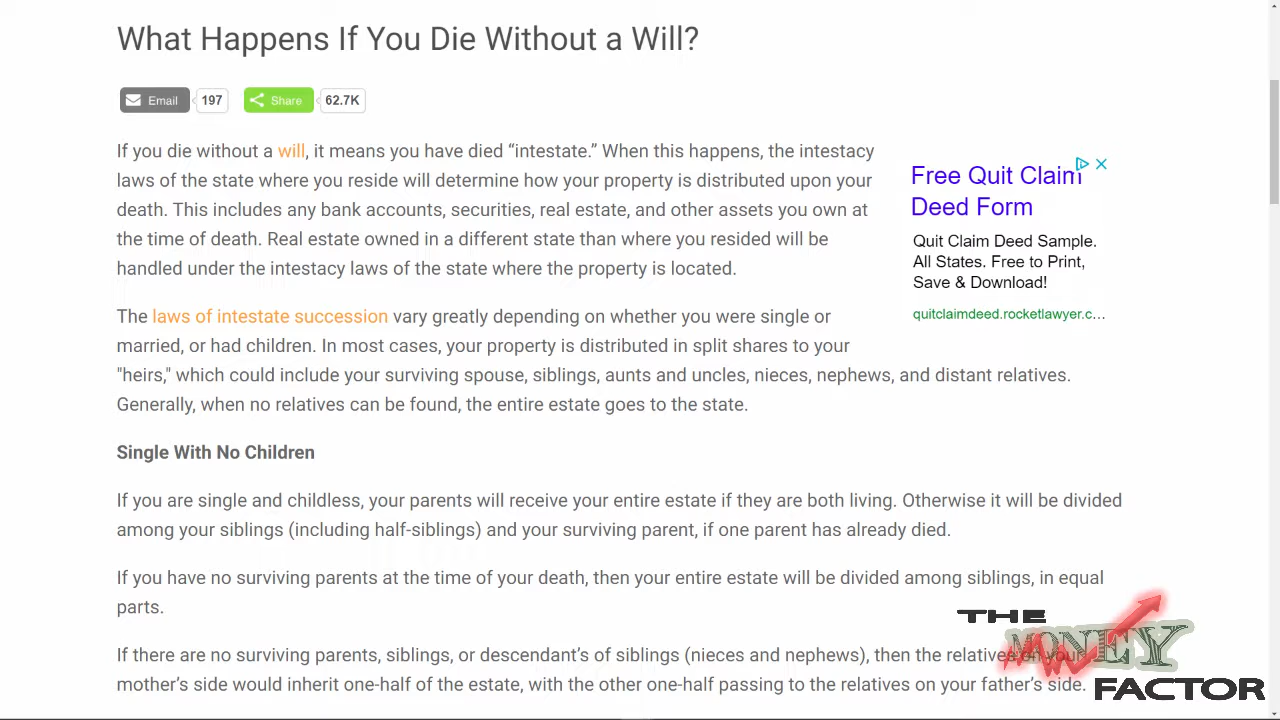 What Happens If You Die Without a Will?
Email 197 Share 62.7K
If you die without a will, it means you have died “intestate.” When this happens, the intestacy
laws of the state where you reside will determine how your property is distributed upon your
death. This includes any bank accounts, securities, real estate, and other assets you own at
the time of death. Real estate owned in a different state than where you resided will be
handled under the intestacy laws of the state where the property is located.
Free Quit Claim
Deed Form
Quit Claim Deed Sample.
All States. Free to Print,
Save & Download!
quitclaimdeed.rocketlawyer.c...
The laws of intestate succession vary greatly depending on whether you were single or
married, or had children. In most cases, your property is distributed in split shares to your
"heirs," which could include your surviving spouse, siblings, aunts and uncles, nieces, nephews, and distant relatives.
Generally, when no relatives can be found, the entire estate goes to the state.
Single With No Children
If you are single and childless, your parents will receive your entire estate if they are both living. Otherwise it will be divided
among your siblings (including half-siblings) and your surviving parent, if one parent has already died.
If you have no surviving parents at the time of your death, then your entire estate will be divided among siblings, in equal
parts.
If there are no surviving parents, siblings, or descendant’s of siblings (nieces and nephews), then the relatives on your
mother’s side would inherit one-half of the estate, with the other one-half passing to the relatives on your father’s side.
THE
MONEY
FACTOR